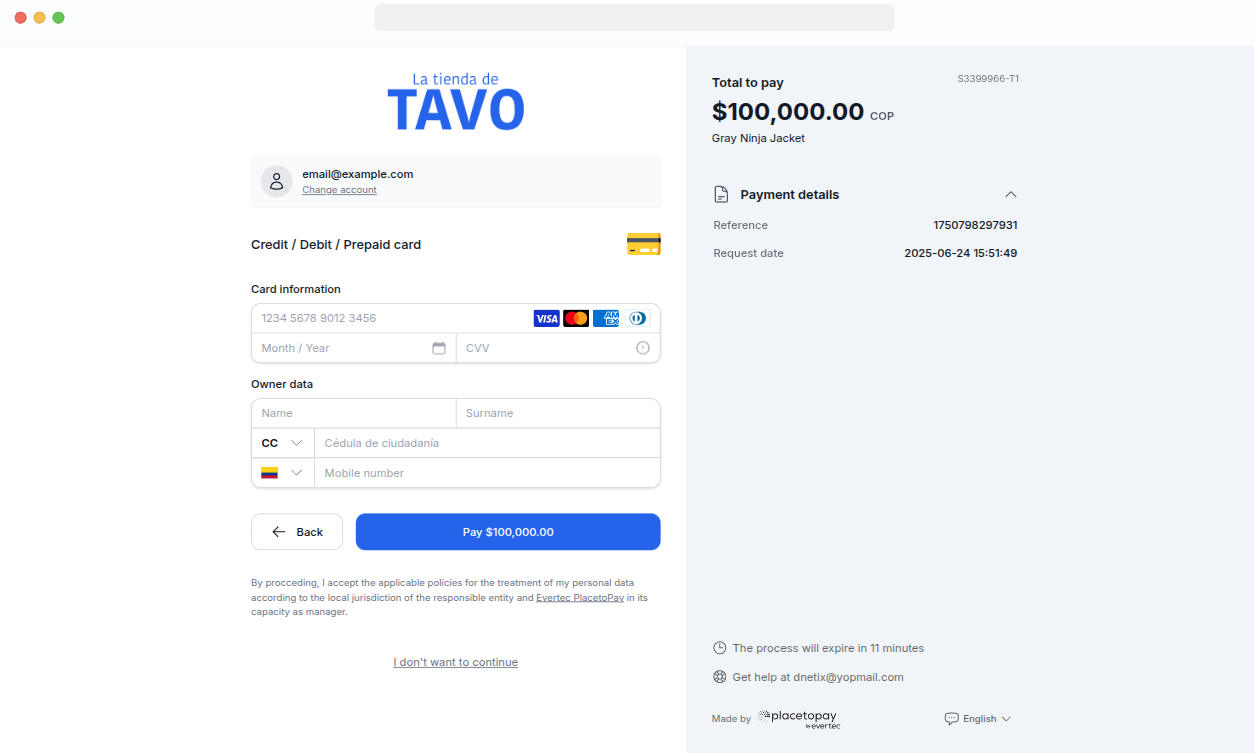 La tienda de
TAVO
email@example.com
Change account
Credit / Debit / Prepaid card
Card information
1234 5678 9012 3456
VISA
AM
EX
Month / Year
CVV
Owner data
Name
Surname
CC
Cédula de ciudadanía
Mobile number
Back
Pay $100,000.00
By procceding, I accept the applicable policies for the treatment of my personal data
according to the local jurisdiction of the responsible entity and Evertec PlacetoPay in its
capacity as manager.
I don't want to continue
Total to pay
S3399966-T1
$100,000.00 COP
Gray Ninja Jacket
Payment details
Reference
1750798297931
Request date
2025-06-24 15:51:49
The process will expire in 11 minutes
Get help at dnetix@yopmail.com
Made by
placetopay
by evertec
English